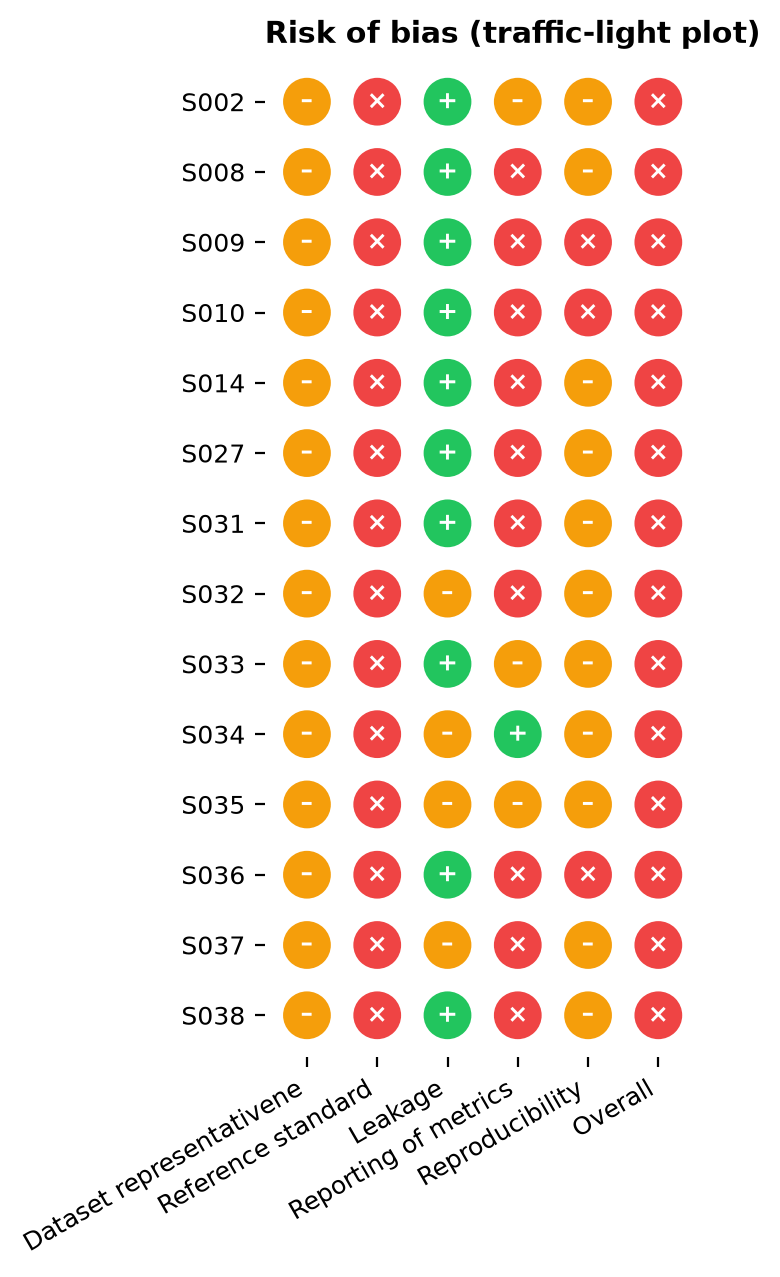 Risk of bias (traffic-light plot)
S002 - × + - - ×
S008 - × + × - ×
S009 - × + × × ×
S010 - × + × × ×
S014 - × + × - ×
S027 - × + × - ×
S031 - × + × - ×
S032 - × - × - ×
S033 - × + - - ×
S034 - × - + - ×
S035 - × - - - ×
S036 - × + × × ×
S037 - × - × - ×
S038 - × + × - ×
Dataset representativene
Reference standard
Leakage
Reporting of metrics
Reproducibility
Overall